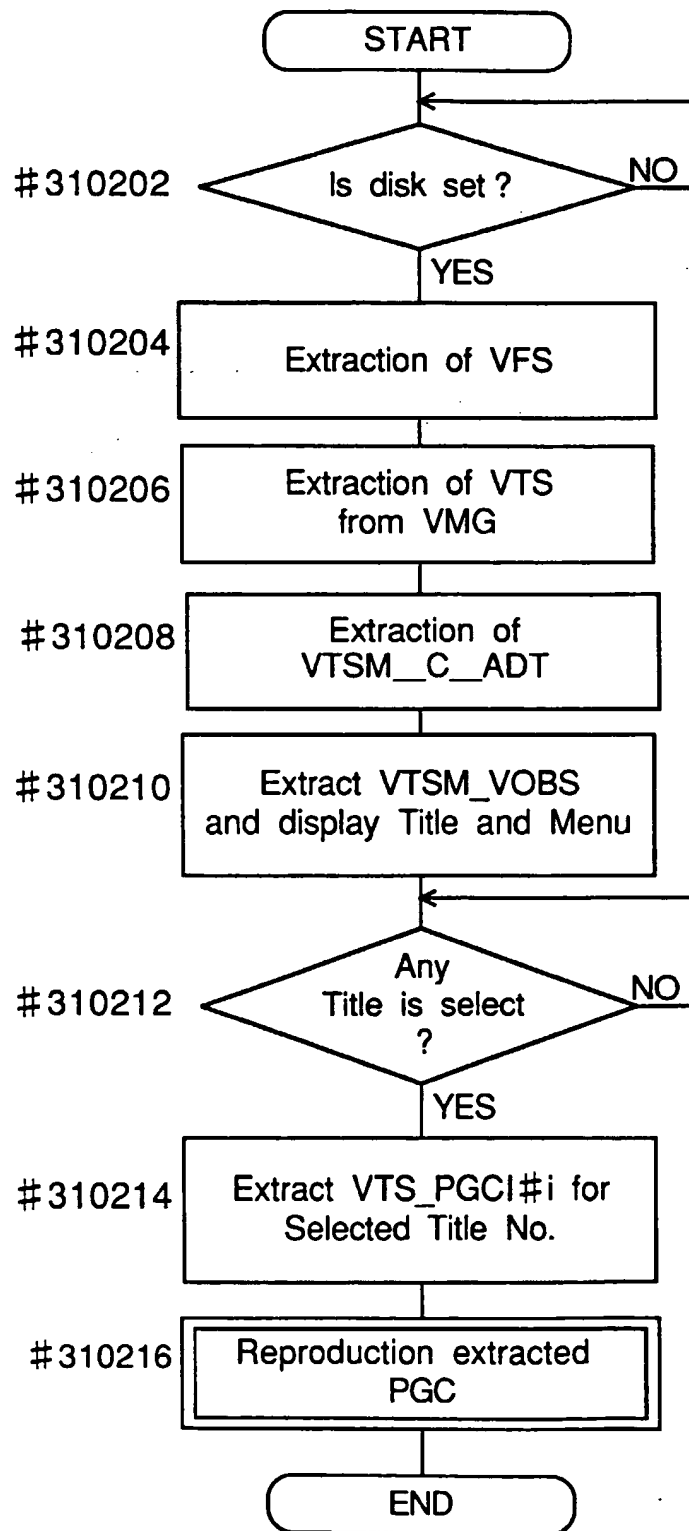 START
#310202
Is disk set ?
NO
YES
#310204
Extraction of VFS
#310206
Extraction of VTS
from VMG
#310208
Extraction of
VTSM__C__ADT
#310210
Extract VTSM_VOBS
and display Title and Menu
Any
#310212
Title is select
NO
?
YES
#310214
Extract VTS_PGCI#i for
Selected Title No.
#310216
Reproduction extracted
PGC
END